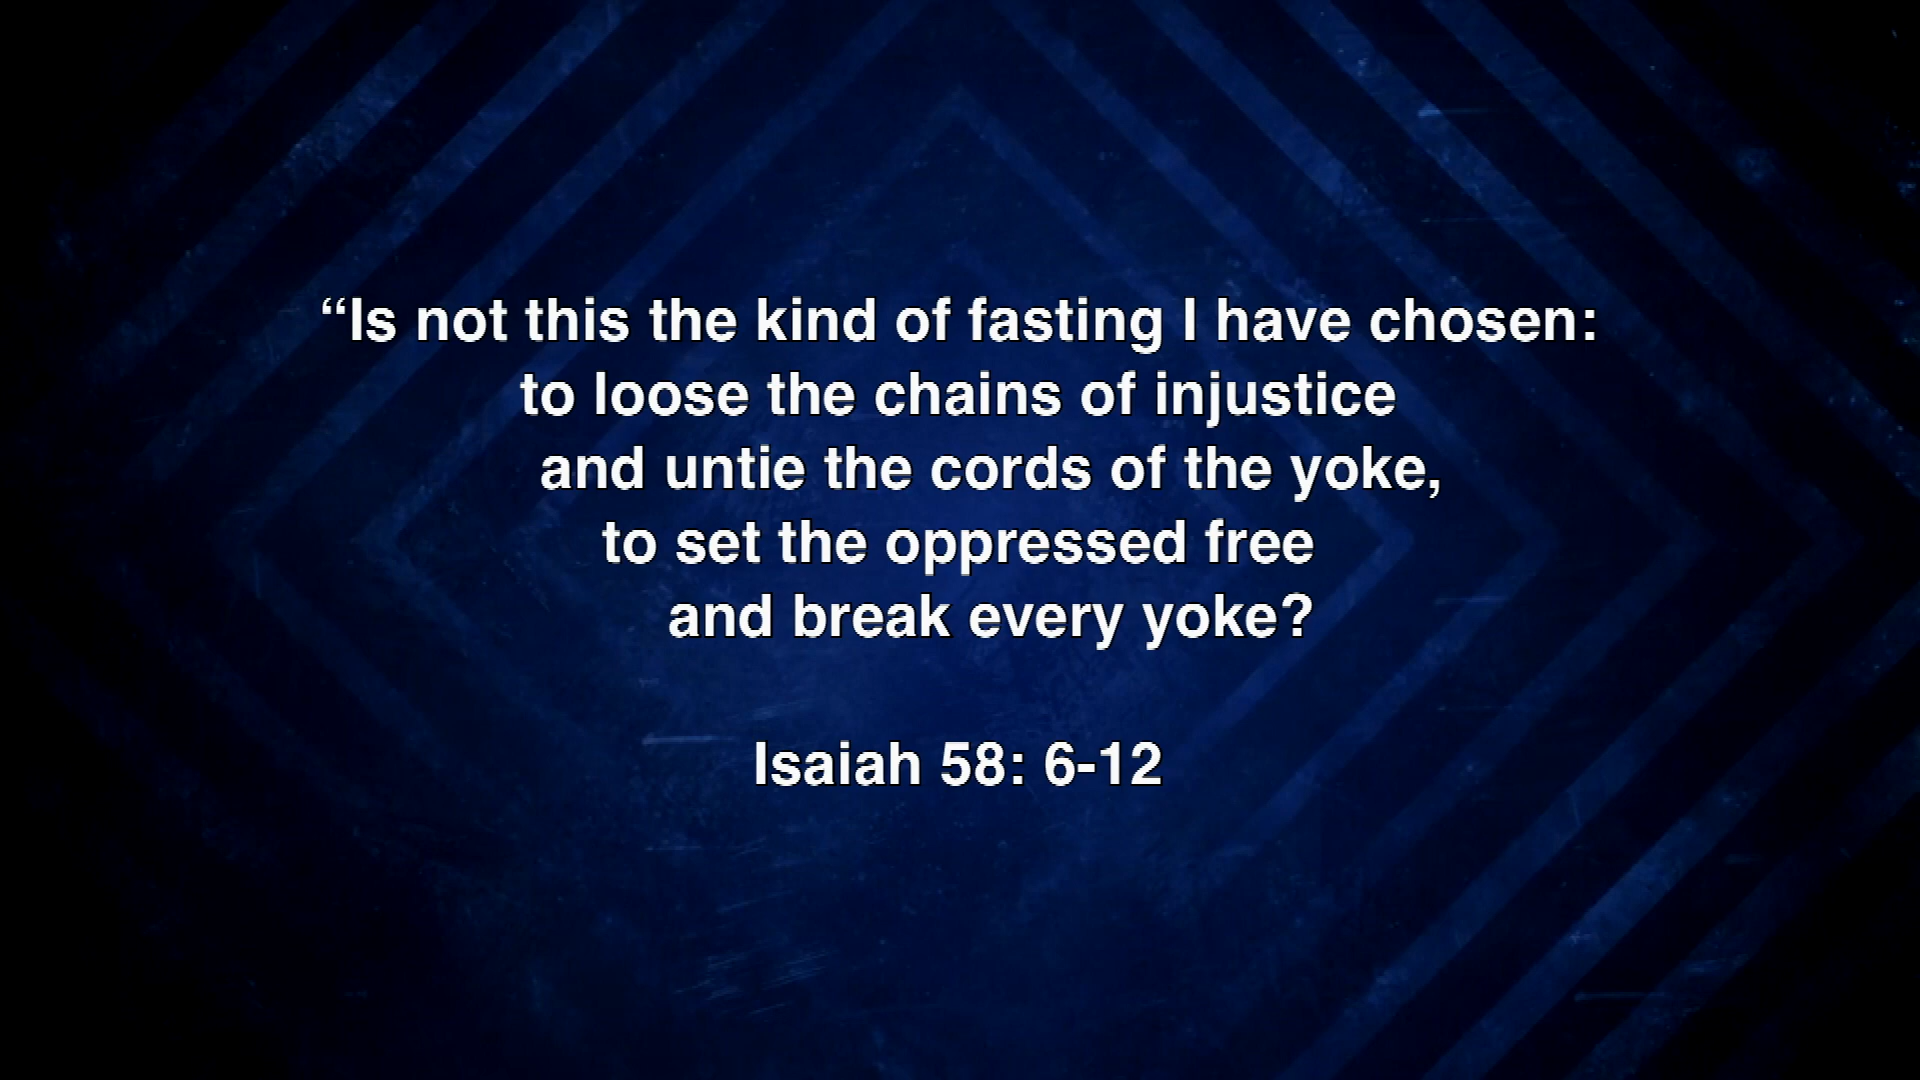 “Is not this the kind of fasting I have chosen:
to loose the chains of injustice
and untie the cords of the yoke,
to set the oppressed free
and break every yoke?
Isaiah 58: 6-12